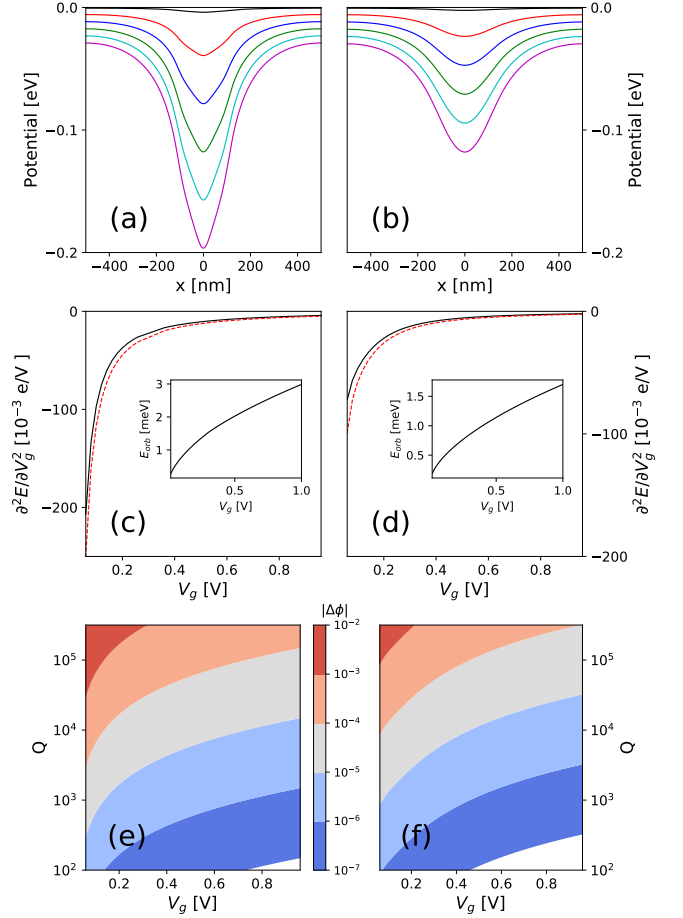 0.0
−0.1
−0.2
Potential [eV]
(a)
−400 −200 0 200 400
x [nm]
(b)
−400 −200 0 200 400
x [nm]
0.0
−0.1
−0.2
Potential [eV]
0
−100
−200
∂²E/∂V_g² [10⁻³ e/V ]
3
2
1
E_orb [meV]
0.5 1.0
V_g [V]
(c)
0.2 0.4 0.6 0.8
V_g [V]
1.5
1.0
0.5
E_orb [meV]
0.5 1.0
V_g [V]
(d)
0.2 0.4 0.6 0.8
V_g [V]
0
−100
−200
∂²E/∂V_g² [10⁻³ e/V ]
10⁵
10⁴
10³
10²
Q
(e)
0.2 0.4 0.6 0.8
V_g [V]
|Δϕ|
10⁻²
10⁻³
10⁻⁴
10⁻⁵
10⁻⁶
10⁻⁷
(f)
0.2 0.4 0.6 0.8
V_g [V]
10⁵
10⁴
10³
10²
Q